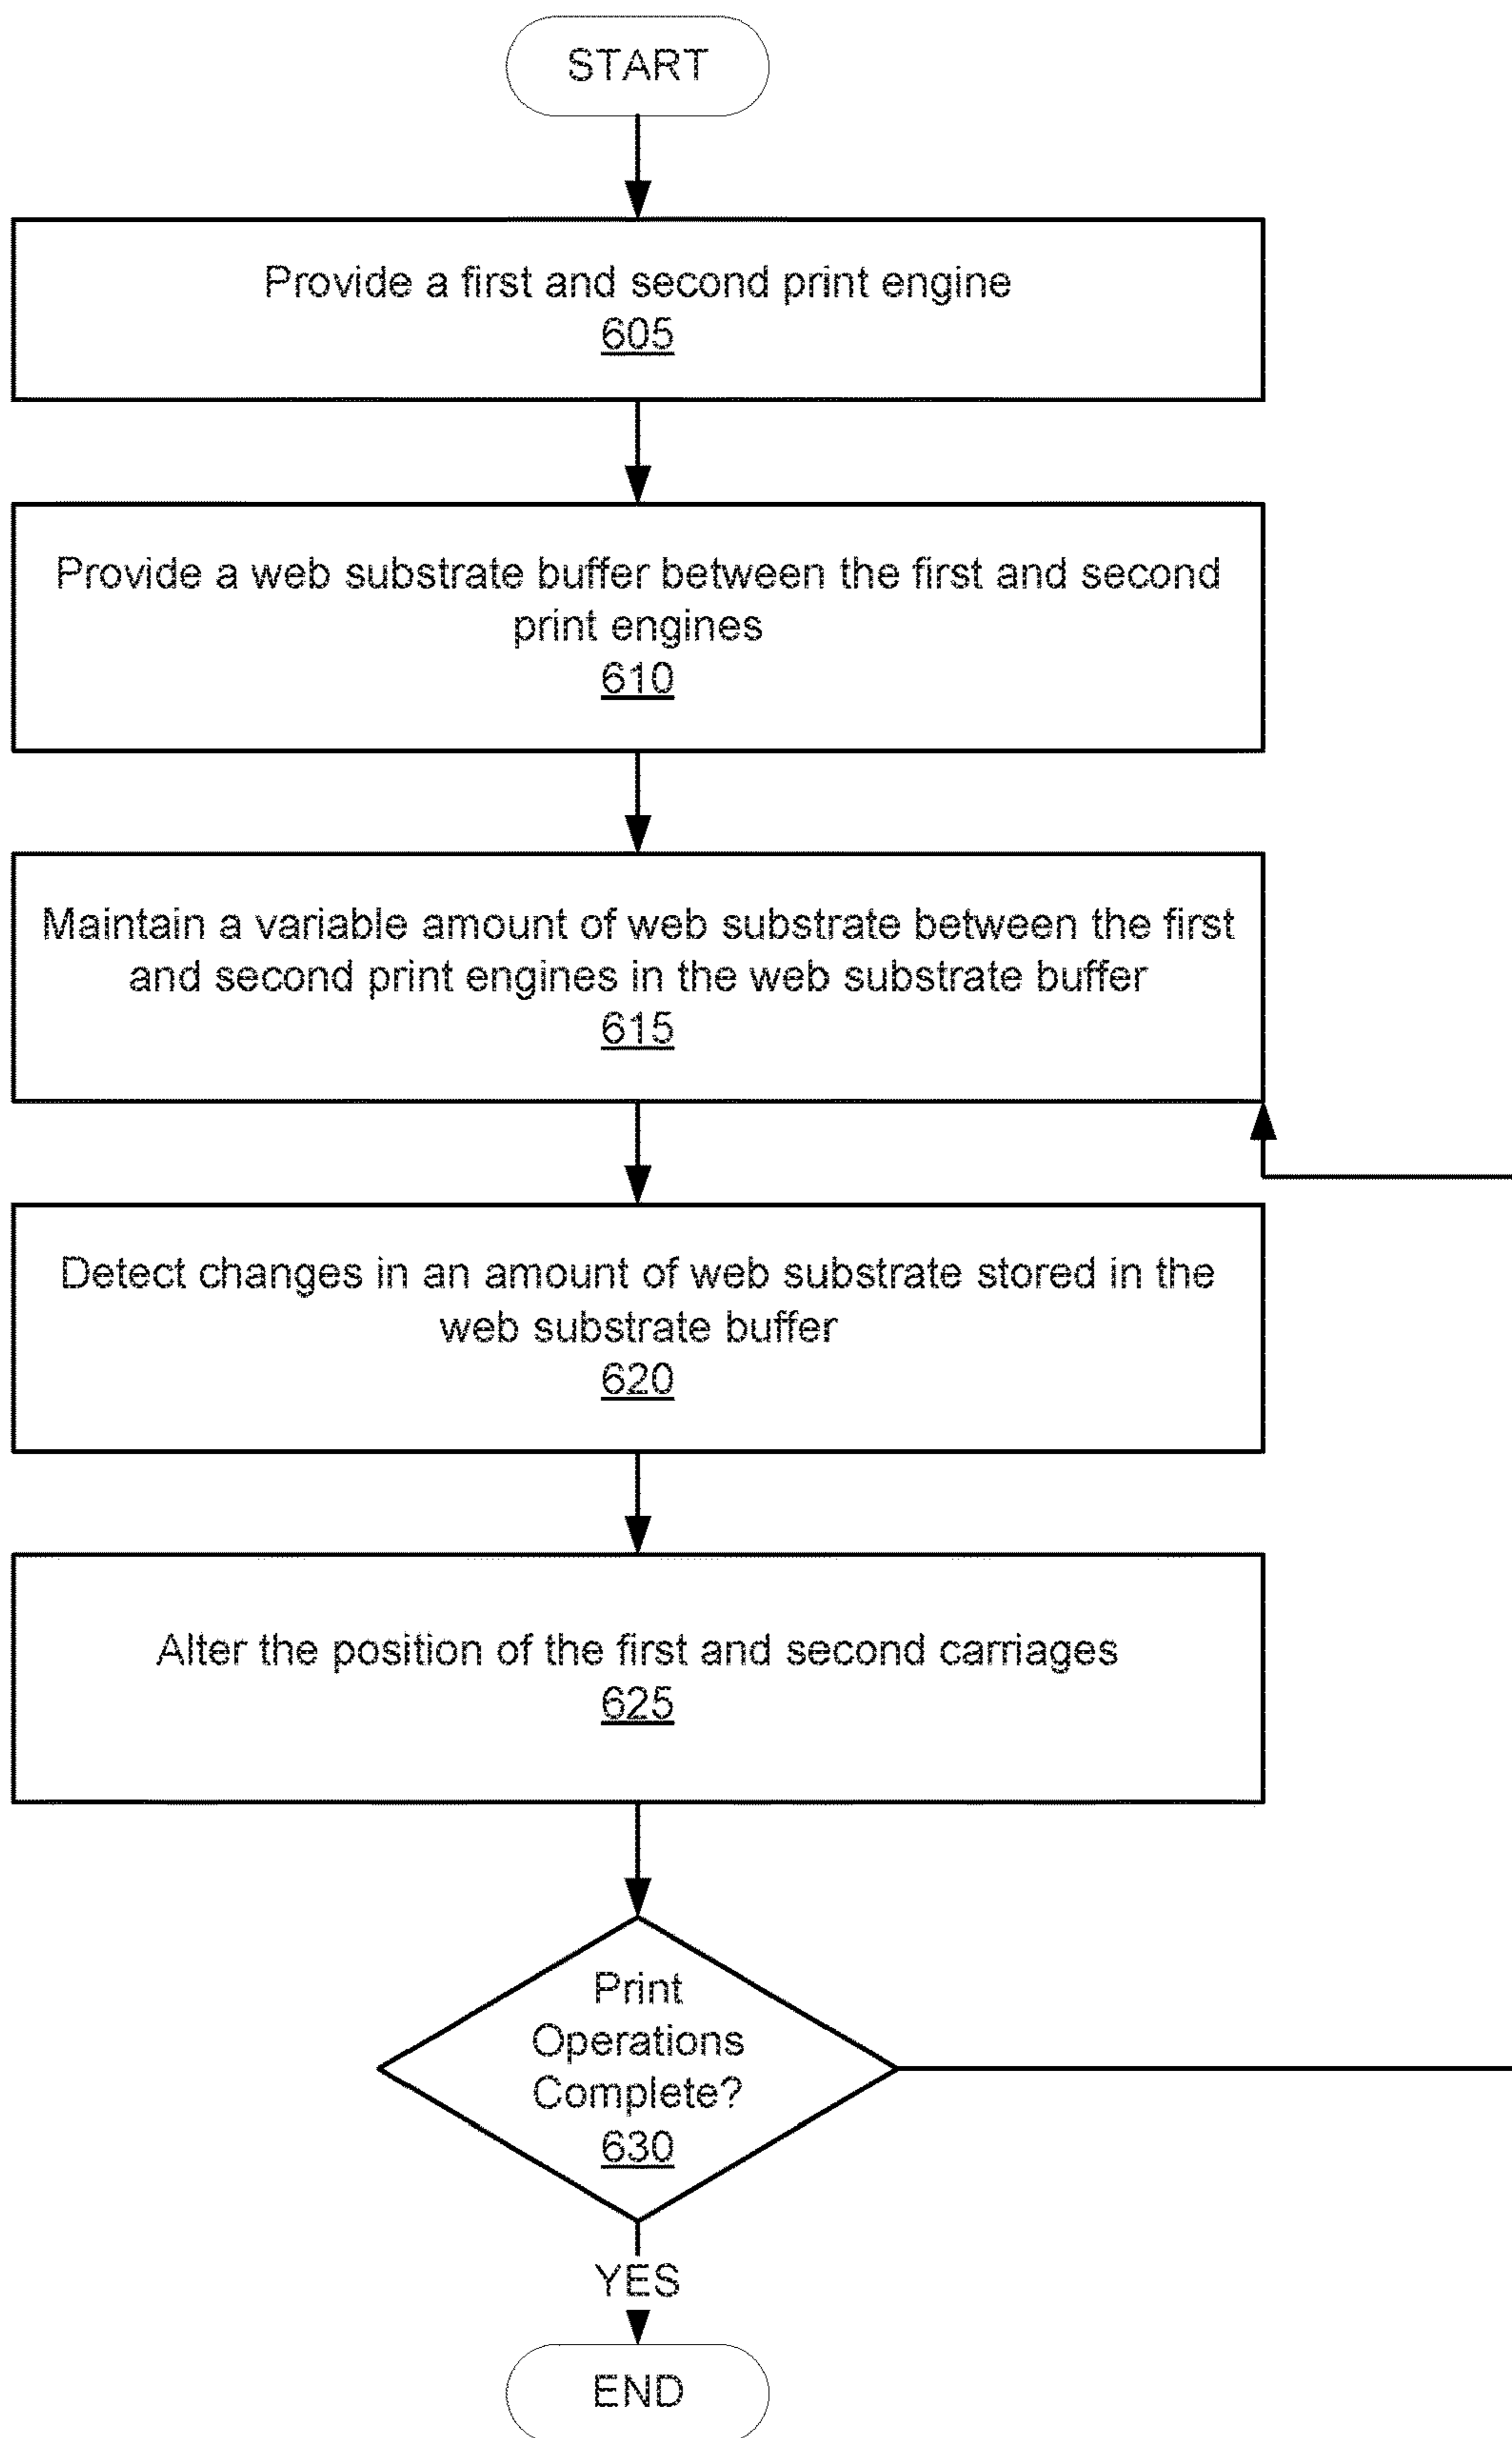 START
Provide a first and second print engine
605
Provide a web substrate buffer between the first and second
print engines
610
Maintain a variable amount of web substrate between the first
and second print engines in the web substrate buffer
615
Detect changes in an amount of web substrate stored in the
web substrate buffer
620
Alter the position of the first and second carriages
625
Print
Operations
Complete?
630
YES
END